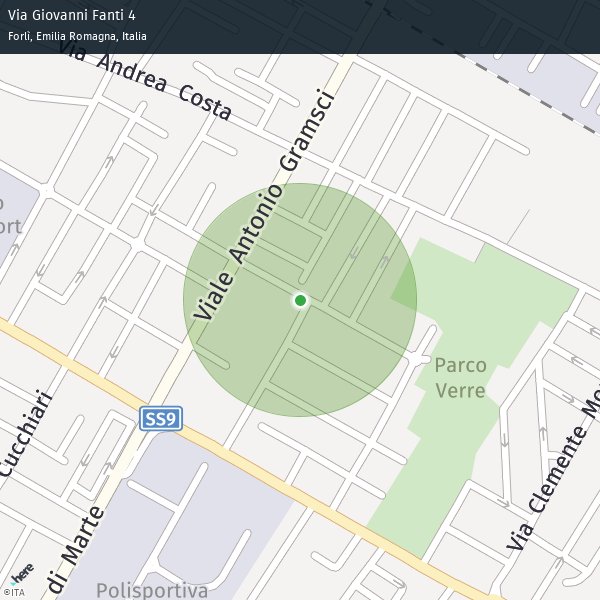 Via Giovanni Fanti 4
Forlì, Emilia Romagna, Italia
Via Andrea Costa
Viale Antonio Gramsci
o
ort
Parco
Verre
SS9
Cucchiari
Via Clemente Mo
di Marte
Polisportiva
here
©ITA